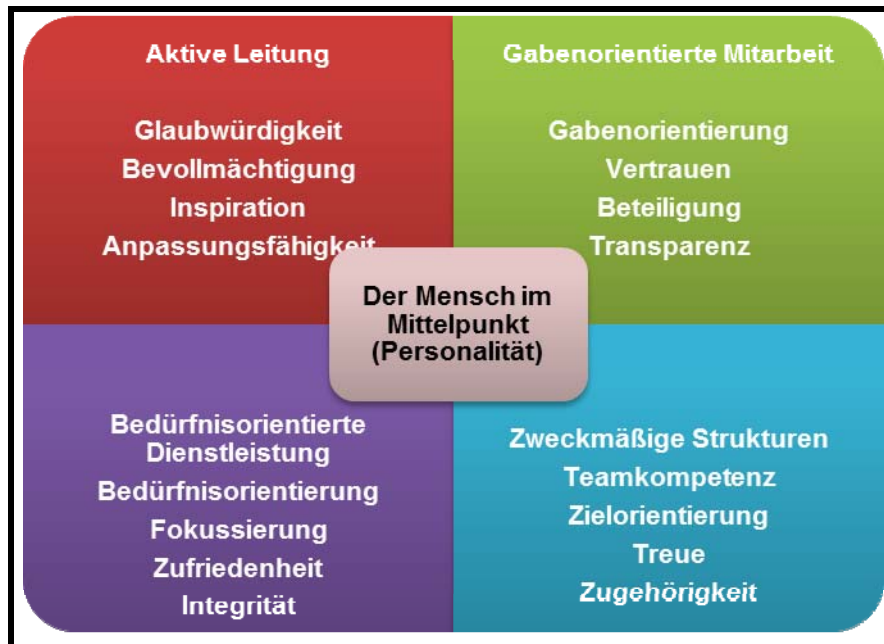 Aktive Leitung
Glaubwürdigkeit
Bevollmächtigung
Inspiration
Anpassungsfähigkeit
Gabenorientierte Mitarbeit
Gabenorientierung
Vertrauen
Beteiligung
Transparenz
Der Mensch im
Mittelpunkt
(Personalität)
Bedürfnisorientierte
Dienstleistung
Bedürfnisorientierung
Fokussierung
Zufriedenheit
Integrität
Zweckmäßige Strukturen
Teamkompetenz
Zielorientierung
Treue
Zugehörigkeit